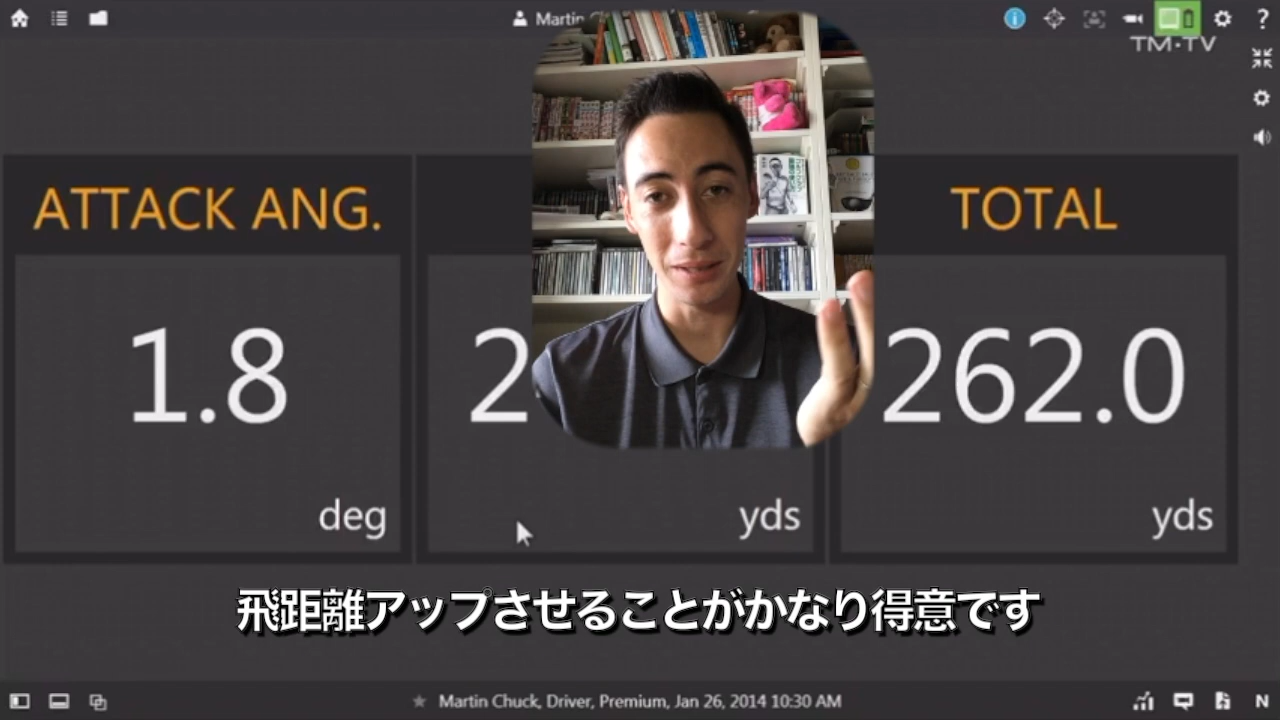 Martin
TM·TV
ATTACK ANG.
TOTAL
1.8
2
262.0
deg
yds
yds
飛距離アップさせることがかなり得意です
Martin Chuck, Driver, Premium, Jan 26, 2014 10:30 AM
N